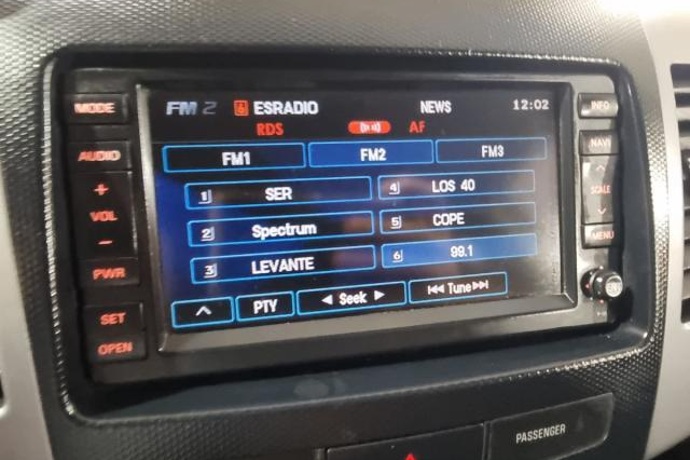 MODE
FM 2 6 ESRADIO NEWS 12:02
INFO
RDS AF
AUDIO
FM1 FM2 FM3
NAVI
+
1 SER 4 LOS 40
SCALE
VOL
2 Spectrum 5 COPE
MENU
-
3 LEVANTE 6 99.1
PWR
PTY ◄ Seek ► I◄◄ Tune ►►I
SET
OPEN
PASSENGER